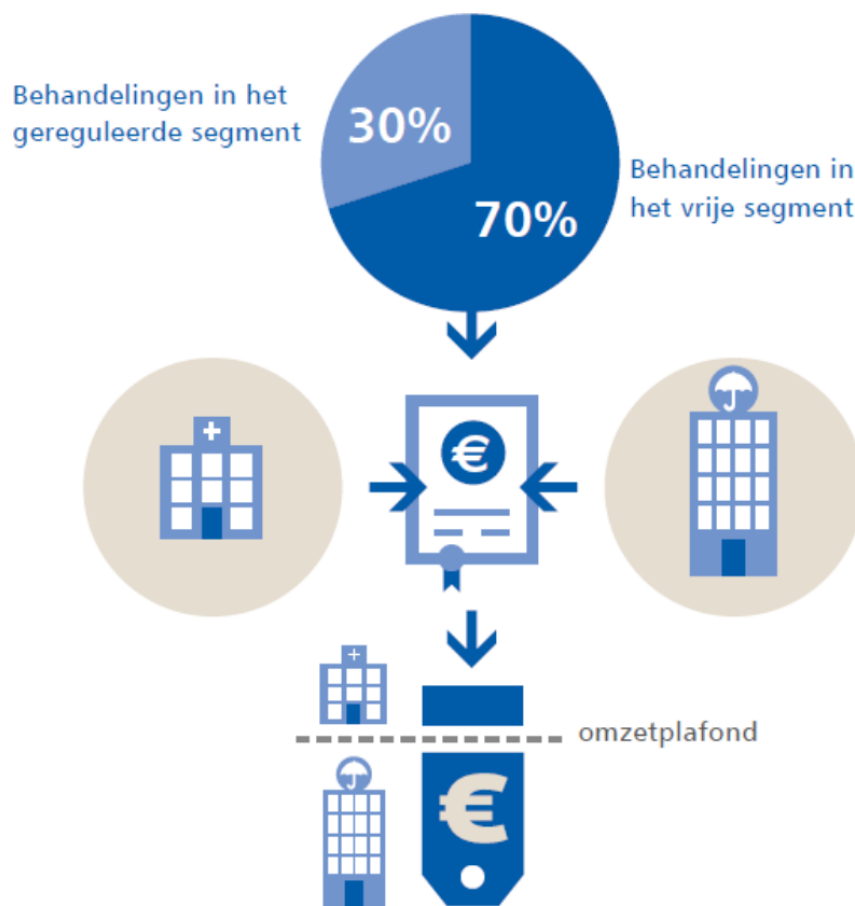 Behandelingen in het
gereguleerde segment
30%
Behandelingen in
het vrije segment
70%
€
omzetplafond
€